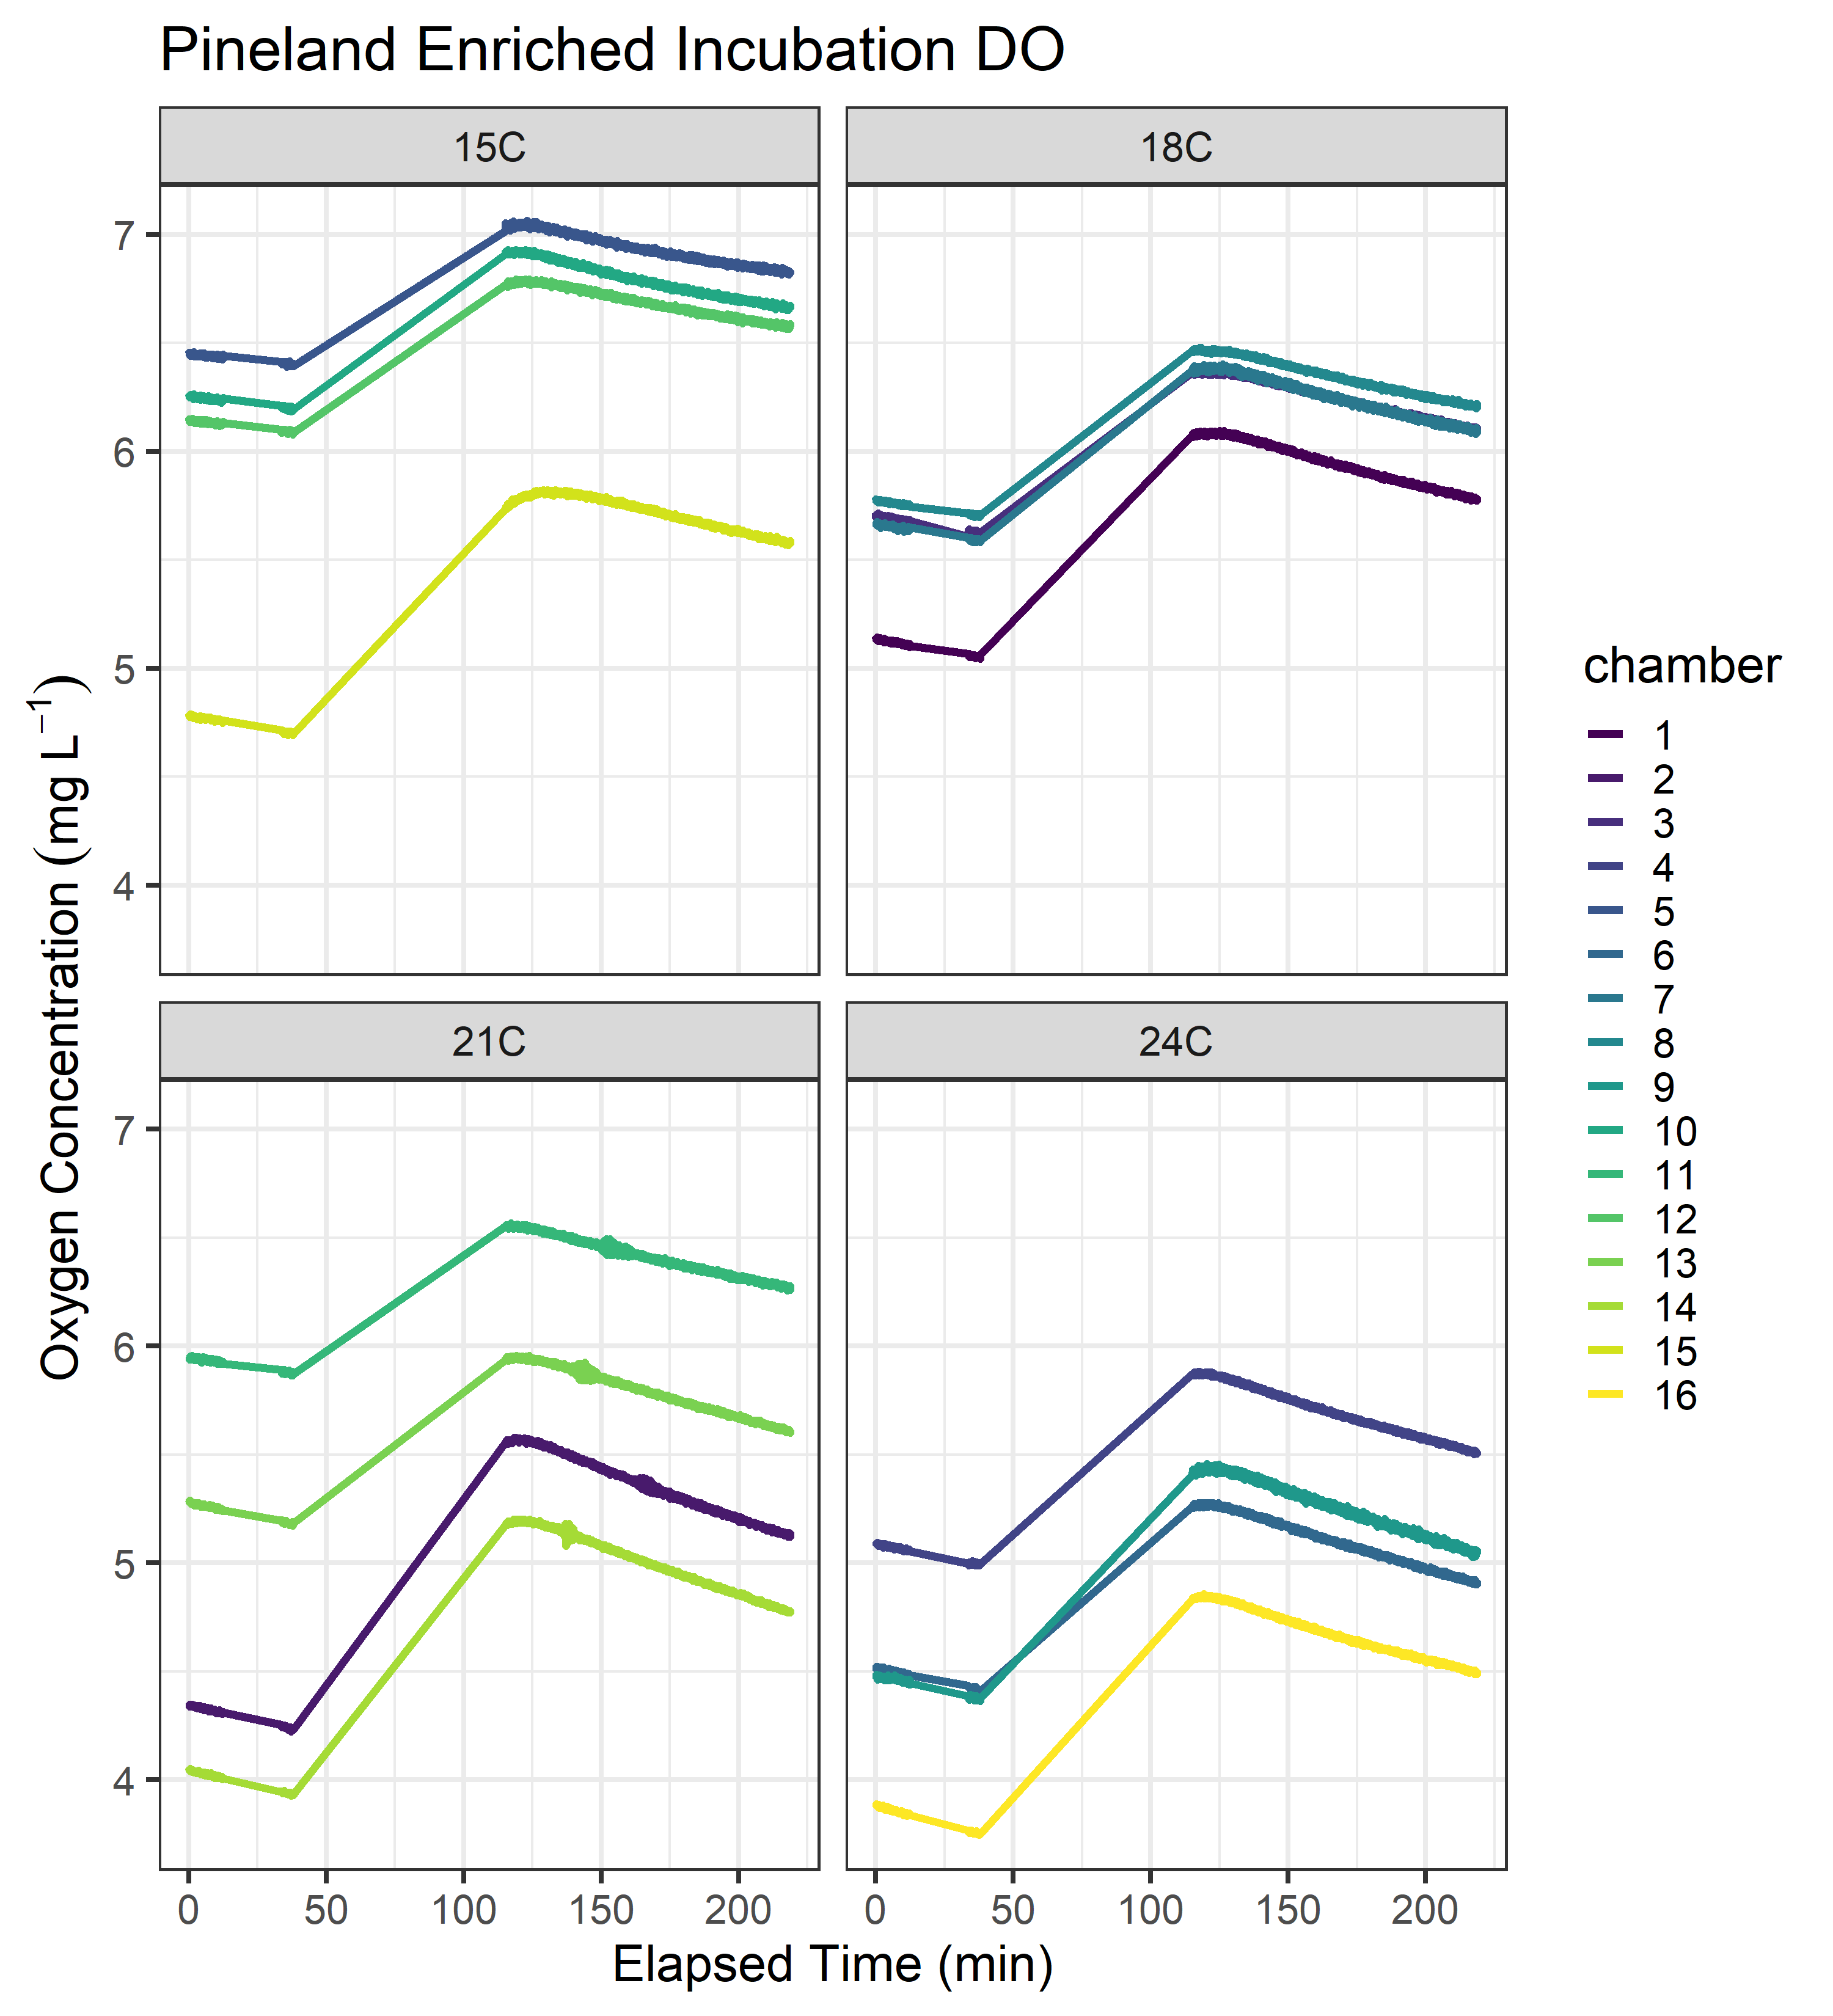 Pineland Enriched Incubation DO
15C
18C
7
6
5
4
21C
24C
7
6
5
4
0 50 100 150 200
0 50 100 150 200
Elapsed Time (min)
Oxygen Concentration (mg L⁻¹)
chamber
1
2
3
4
5
6
7
8
9
10
11
12
13
14
15
16